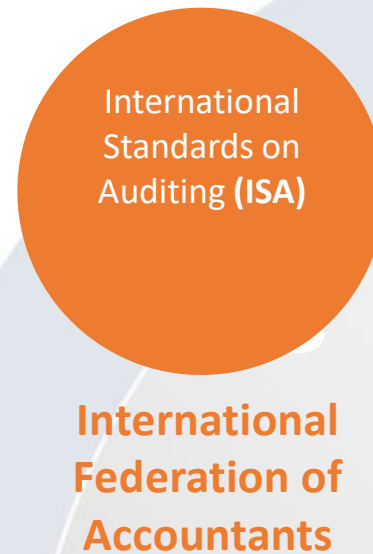 International
Standards on
Auditing (ISA)
International
Federation of
Accountants